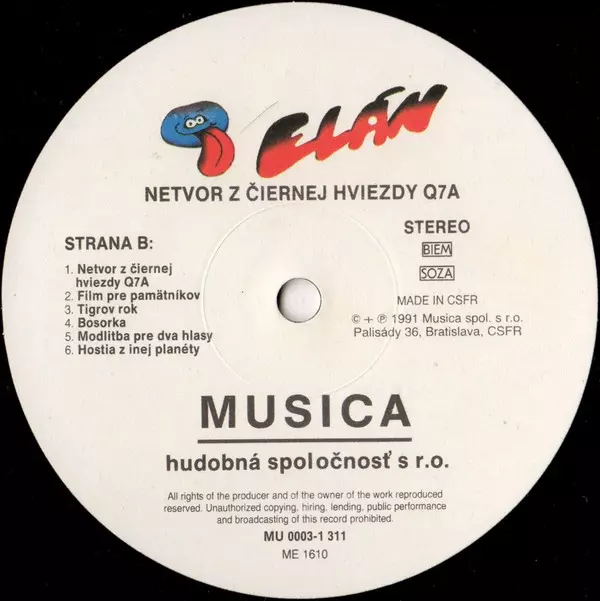 ELÁN
NETVOR Z ČIERNEJ HVIEZDY Q7A
STRANA B:
1. Netvor z čiernej
hviezdy Q7A
2. Film pre pamätníkov
3. Tigrov rok
4. Bosorka
5. Modlitba pre dva hlasy
6. Hostia z inej planéty
STEREO
BIEM
SOZA
MADE IN CSFR
© + ℗ 1991 Musica spol. s r.o.
Palisády 36, Bratislava, CSFR
MUSICA
hudobná spoločnosť s r.o.
All rights of the producer and of the owner of the work reproduced
reserved. Unauthorized copying, hiring, lending, public performance
and broadcasting of this record prohibited.
MU 0003-1 311
ME 1610